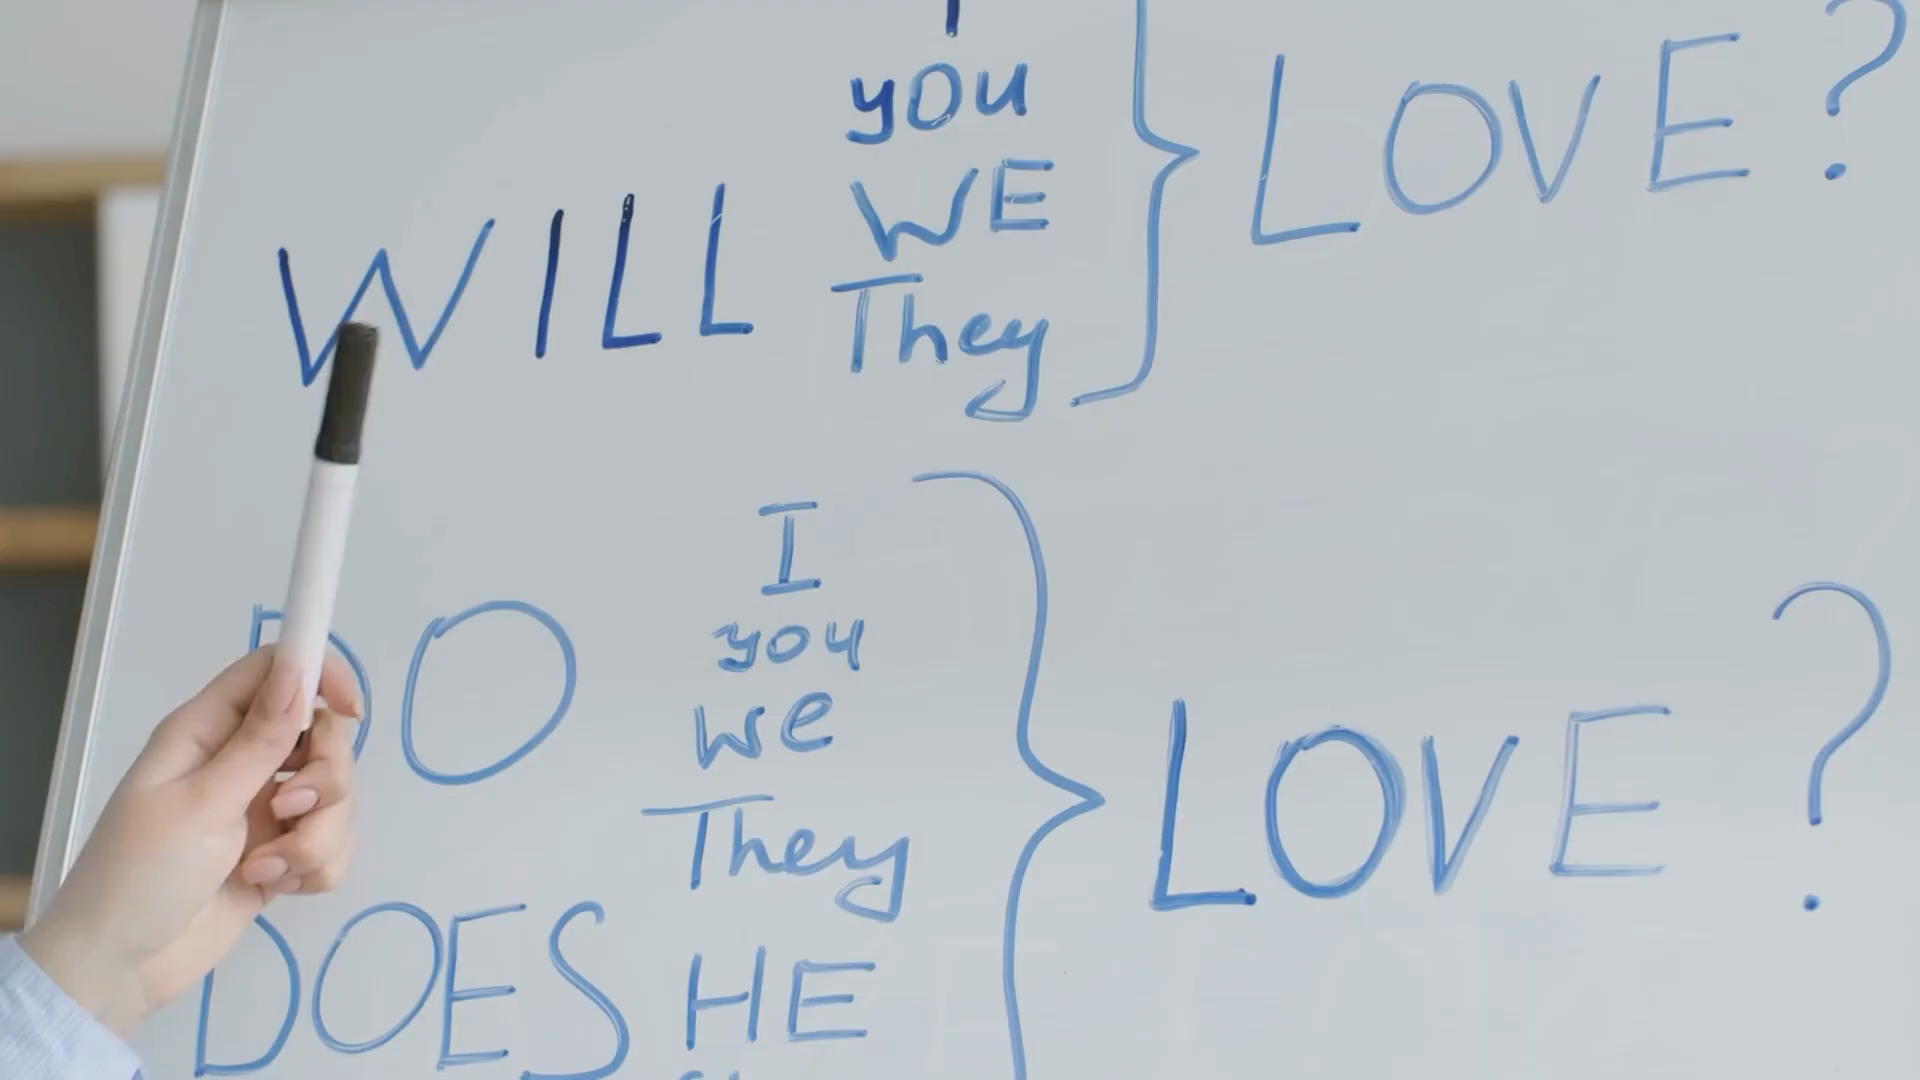 I
you
WE
They
WILL
LOVE ?
I
you
we
They
DO
LOVE ?
DOES HE